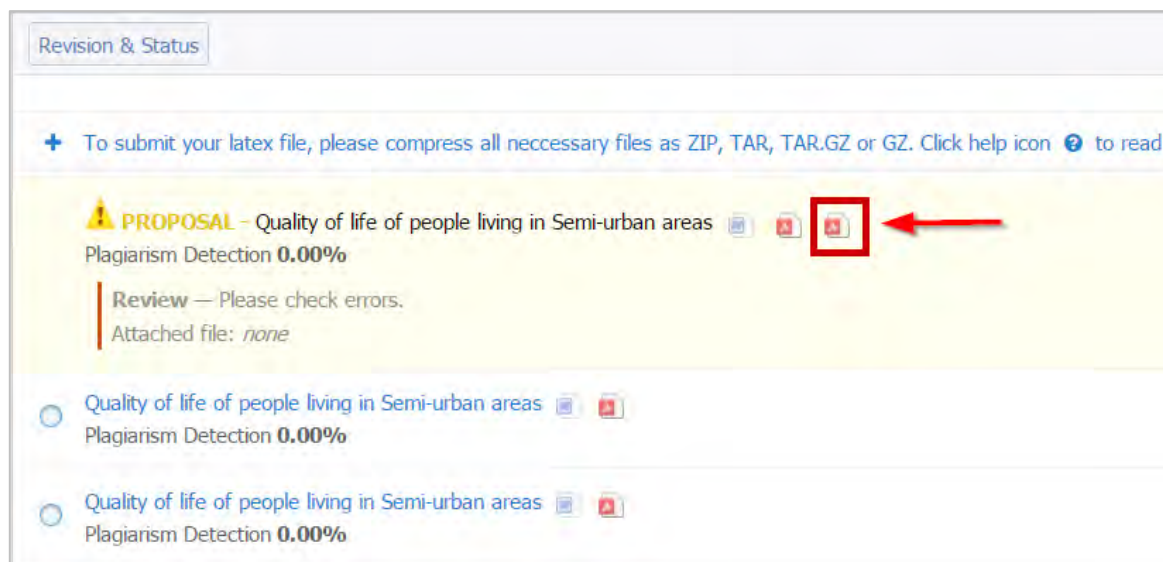 Revision & Status
To submit your latex file, please compress all neccessary files as ZIP, TAR, TAR.GZ or GZ. Click help icon to read
PROPOSAL – Quality of life of people living in Semi-urban areas
Plagiarism Detection 0.00%
Review — Please check errors.
Attached file: none
Quality of life of people living in Semi-urban areas
Plagiarism Detection 0.00%
Quality of life of people living in Semi-urban areas
Plagiarism Detection 0.00%